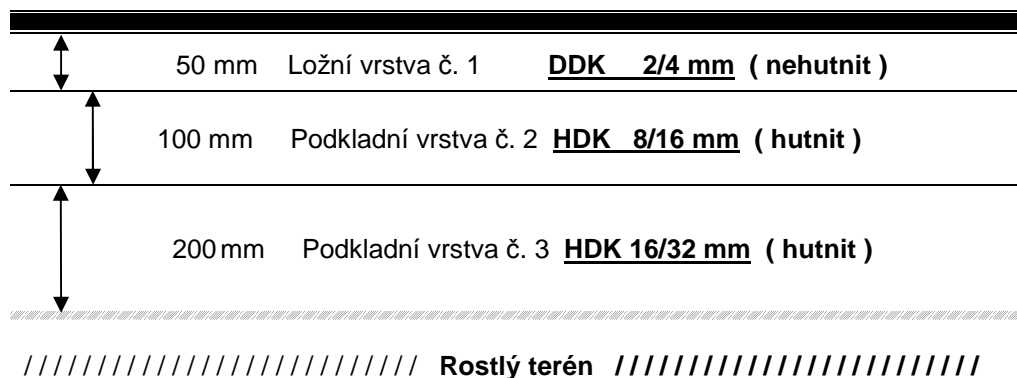 50 mm Ložní vrstva č. 1 DDK 2/4 mm ( nehutnit )
100 mm Podkladní vrstva č. 2 HDK 8/16 mm ( hutnit )
200 mm Podkladní vrstva č. 3 HDK 16/32 mm ( hutnit )
/ / / / / / / / / / / / / / / / / / / / / / / / / / / Rostlý terén / / / / / / / / / / / / / / / / / / / / / / / / /